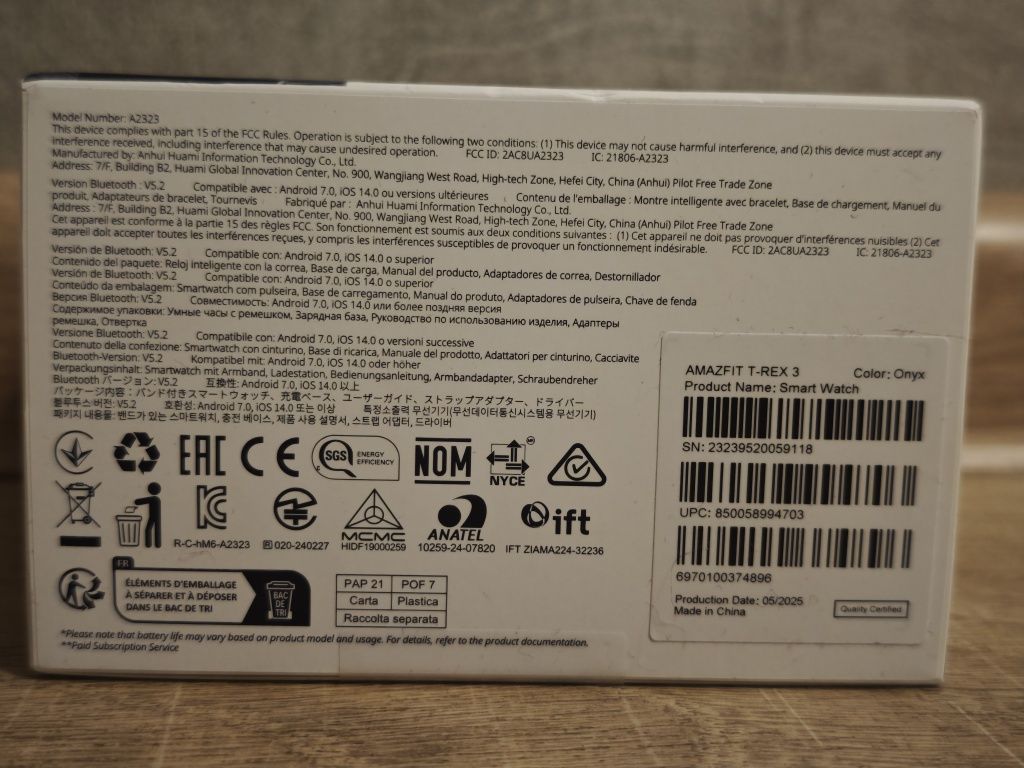 Model Number: A2323
This device complies with part 15 of the FCC Rules. Operation is subject to the following two conditions: (1) This device may not cause harmful interference, and (2) this device must accept any
interference received, including interference that may cause undesired operation. FCC ID: 2AC8UA2323 IC: 21806-A2323
Manufactured by: Anhui Huami Information Technology Co., Ltd.
Address: 7/F, Building B2, Huami Global Innovation Center, No. 900, Wangjiang West Road, High-tech Zone, Hefei City, China (Anhui) Pilot Free Trade Zone
Version Bluetooth : V5.2 Compatible avec : Android 7.0, iOS 14.0 ou versions ultérieures Contenu de l'emballage : Montre intelligente avec bracelet, Base de chargement, Manuel du
produit, Adaptateurs de bracelet, Tournevis Fabriqué par : Anhui Huami Information Technology Co., Ltd.
Address : 7/F, Building B2, Huami Global Innovation Center, No. 900, Wangjiang West Road, High-tech Zone, Hefei City, China (Anhui) Pilot Free Trade Zone
Cet appareil est conforme à la partie 15 des règles FCC. Son fonctionnement est soumis aux deux conditions suivantes : (1) Cet appareil ne doit pas provoquer d'interférences nuisibles (2) Cet
appareil doit accepter toutes les interférences reçues, y compris les interférences susceptibles de provoquer un fonctionnement indésirable. FCC ID: 2AC8UA2323 IC: 21806-A2323
Versión de Bluetooth: V5.2 Compatible con: Android 7.0, iOS 14.0 o superior
Contenido del paquete: Reloj inteligente con la correa, Base de carga, Manual del producto, Adaptadores de correa, Destornillador
Versión de Bluetooth: V5.2 Compatible con: Android 7.0, iOS 14.0 o superior
Conteúdo da embalagem: Smartwatch com pulseira, Base de carregamento, Manual do produto, Adaptadores de pulseira, Chave de fenda
Версия Bluetooth: V5.2 Совместимость: Android 7.0, iOS 14.0 или более поздняя версия
Содержимое упаковки: Умные часы с ремешком, Зарядная база, Руководство по использованию изделия, Адаптеры
ремешка, Отвертка
Versione Bluetooth: V5.2 Compatibile con: Android 7.0, iOS 14.0 o versioni successive
Contenuto della confezione: Smartwatch con cinturino, Base di ricarica, Manuale del prodotto, Adattatori per cinturino, Cacciavite
Bluetooth-Version: V5.2 Kompatibel mit: Android 7.0, iOS 14.0 oder höher
Verpackungsinhalt: Smartwatch mit Armband, Ladestation, Bedienungsanleitung, Armbandadapter, Schraubendreher
Bluetooth バージョン: V5.2 互換性: Android 7.0, iOS 14.0 以上
パッケージ内容：バンド付きスマートウォッチ、充電ベース、ユーザーガイド、ストラップアダプター、ドライバー
블루투스 버전: V5.2 호환성: Android 7.0, iOS 14.0 또는 이상 특정소출력 무선기기(무선데이터통신시스템용 무선기기)
패키지 내용물: 밴드가 있는 스마트워치, 충전 베이스, 제품 사용 설명서, 스트랩 어댑터, 드라이버
EAC CE SGS ENERGY EFFICIENCY NOM NYCE
R-C-hM6-A2323
R 020-240227
MCMC
HIDF19000259
ANATEL
10259-24-07820
ift
IFT ZIAMA224-32236
FR
ÉLÉMENTS D'EMBALLAGE
À SÉPARER ET À DÉPOSER
DANS LE BAC DE TRI
BAC
DE
TRI
PAP 21 POF 7
Carta Plastica
Raccolta separata
*Please note that battery life may vary based on product model and usage. For details, refer to the product documentation.
**Paid Subscription Service
AMAZFIT T-REX 3 Color: Onyx
Product Name: Smart Watch
SN: 23239520059118
UPC: 850058994703
6970100374896
Production Date: 05/2025
Made in China
Quality Certified